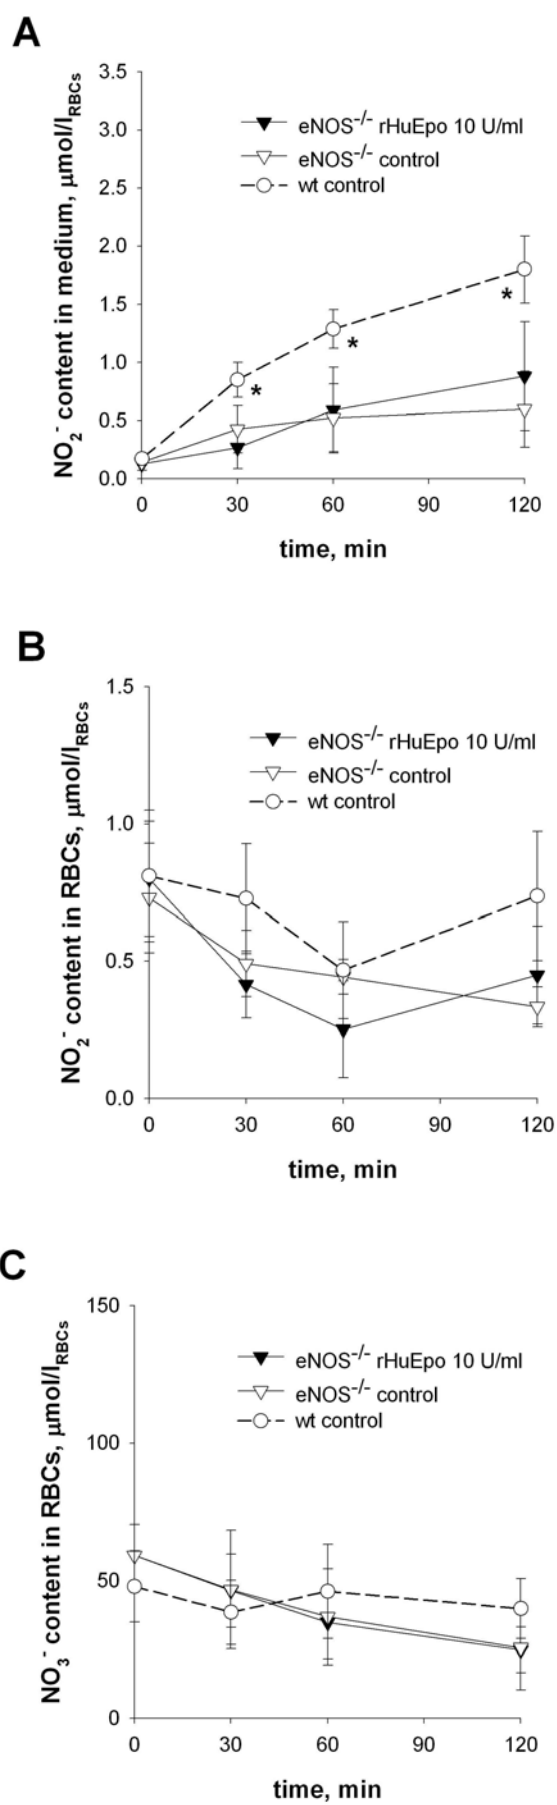 A
NO₂⁻ content in medium, μmol/l_RBCs
3.5
3.0
2.5
2.0
1.5
1.0
0.5
0.0
eNOS⁻/⁻ rHuEpo 10 U/ml
eNOS⁻/⁻ control
wt control
*
*
*
0 30 60 90 120
time, min
B
NO₂⁻ content in RBCs, μmol/l_RBCs
1.5
1.0
0.5
0.0
eNOS⁻/⁻ rHuEpo 10 U/ml
eNOS⁻/⁻ control
wt control
0 30 60 90 120
time, min
C
NO₃⁻ content in RBCs, μmol/l_RBCs
150
100
50
0
eNOS⁻/⁻ rHuEpo 10 U/ml
eNOS⁻/⁻ control
wt control
0 30 60 90 120
time, min